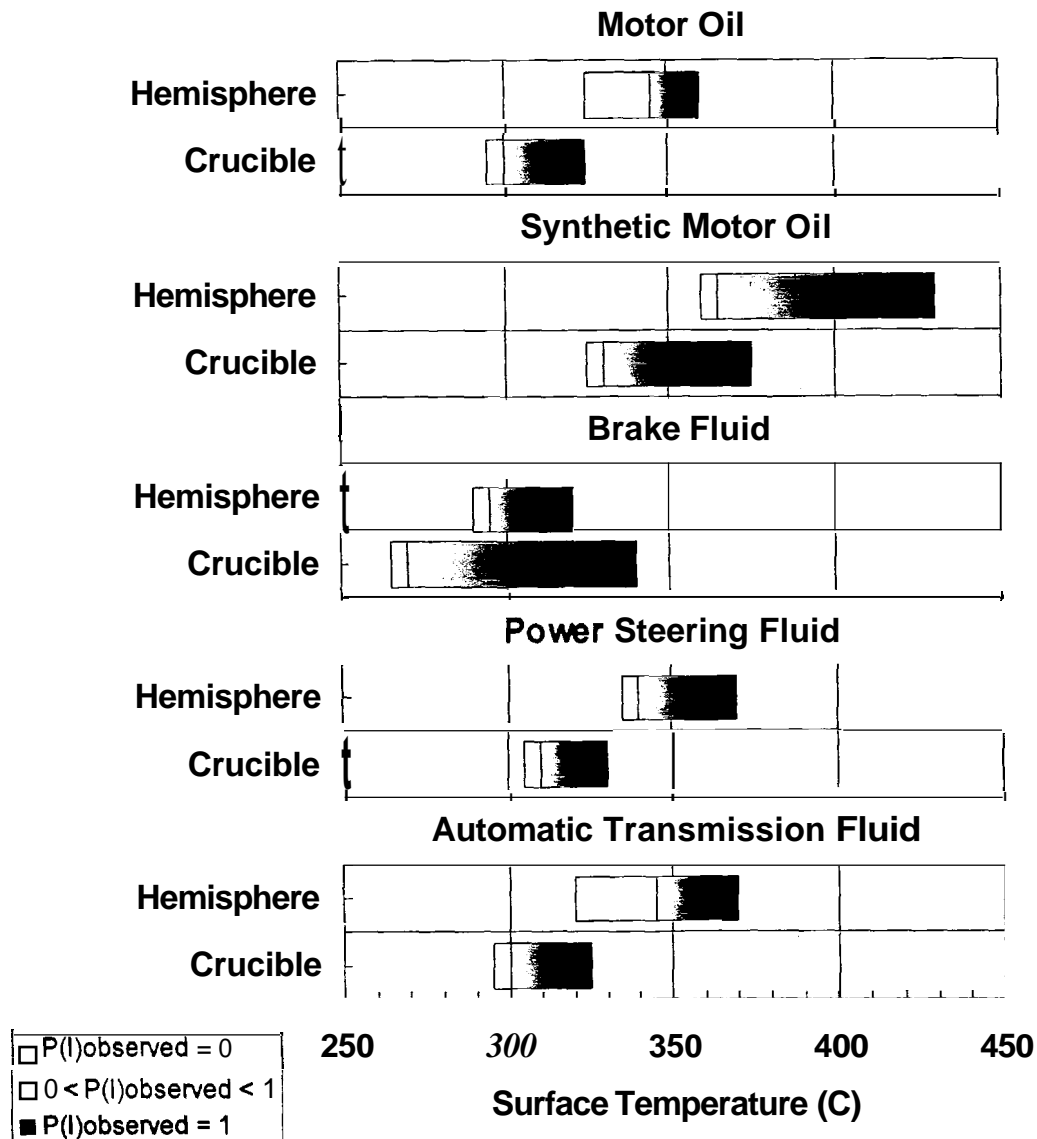 Motor Oil
Hemisphere
Crucible
Synthetic Motor Oil
Hemisphere
Crucible
Brake Fluid
Hemisphere
Crucible
Power Steering Fluid
Hemisphere
Crucible
Automatic Transmission Fluid
Hemisphere
Crucible
250 300 350 400 450
Surface Temperature (C)
P(I)observed = 0
0 < P(I)observed < 1
P(I)observed = 1